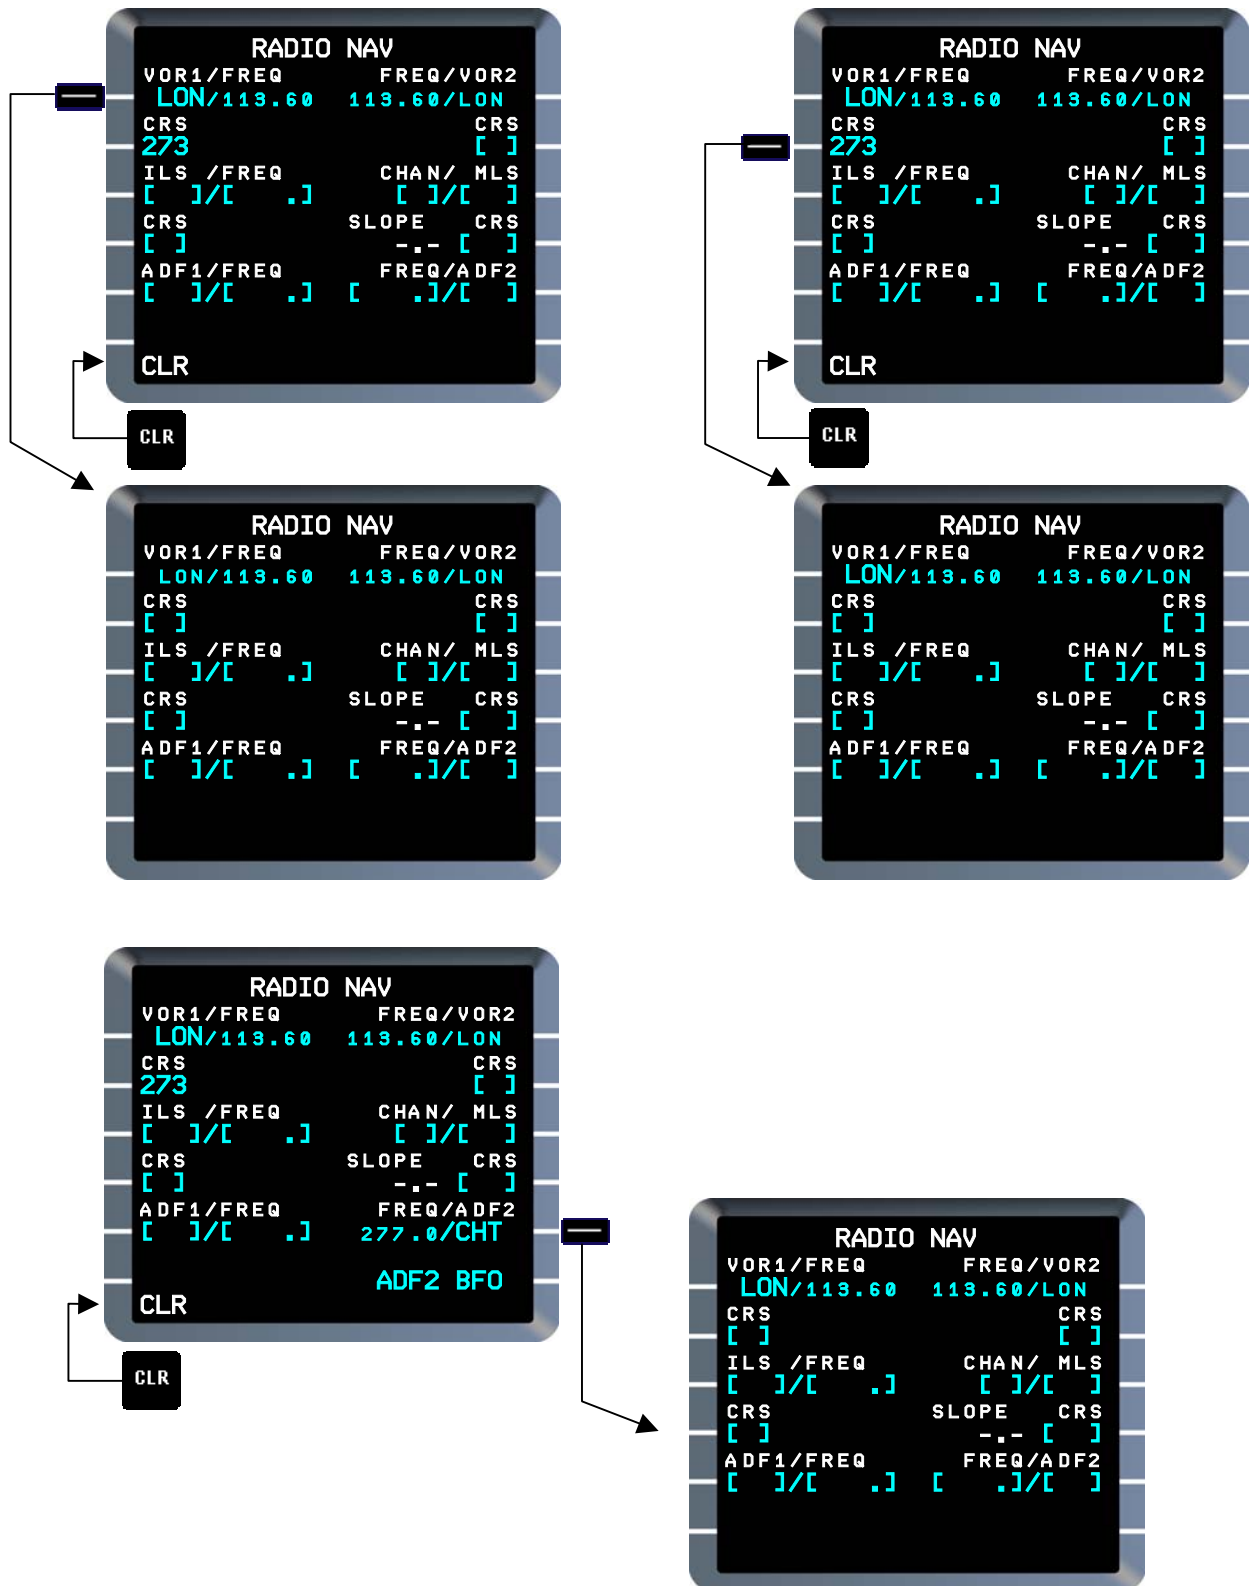 RADIO NAV
VOR1/FREQ FREQ/VOR2
LON/113.60 113.60/LON
CRS CRS
273 [ ]
ILS /FREQ CHAN/ MLS
[ ]/[ .] [ ]/[ ]
CRS SLOPE CRS
[ ] -.- [ ]
ADF1/FREQ FREQ/ADF2
[ ]/[ .] [ .]/[ ]
CLR
CLR
RADIO NAV
VOR1/FREQ FREQ/VOR2
LON/113.60 113.60/LON
CRS CRS
273 [ ]
ILS /FREQ CHAN/ MLS
[ ]/[ .] [ ]/[ ]
CRS SLOPE CRS
[ ] -.- [ ]
ADF1/FREQ FREQ/ADF2
[ ]/[ .] [ .]/[ ]
CLR
CLR
RADIO NAV
VOR1/FREQ FREQ/VOR2
LON/113.60 113.60/LON
CRS CRS
[ ] [ ]
ILS /FREQ CHAN/ MLS
[ ]/[ .] [ ]/[ ]
CRS SLOPE CRS
[ ] -.- [ ]
ADF1/FREQ FREQ/ADF2
[ ]/[ .] [ .]/[ ]
RADIO NAV
VOR1/FREQ FREQ/VOR2
LON/113.60 113.60/LON
CRS CRS
[ ] [ ]
ILS /FREQ CHAN/ MLS
[ ]/[ .] [ ]/[ ]
CRS SLOPE CRS
[ ] -.- [ ]
ADF1/FREQ FREQ/ADF2
[ ]/[ .] [ .]/[ ]
RADIO NAV
VOR1/FREQ FREQ/VOR2
LON/113.60 113.60/LON
CRS CRS
273 [ ]
ILS /FREQ CHAN/ MLS
[ ]/[ .] [ ]/[ ]
CRS SLOPE CRS
[ ] -.- [ ]
ADF1/FREQ FREQ/ADF2
[ ]/[ .] 277.0/CHT
ADF2 BFO
CLR
CLR
RADIO NAV
VOR1/FREQ FREQ/VOR2
LON/113.60 113.60/LON
CRS CRS
[ ] [ ]
ILS /FREQ CHAN/ MLS
[ ]/[ .] [ ]/[ ]
CRS SLOPE CRS
[ ] -.- [ ]
ADF1/FREQ FREQ/ADF2
[ ]/[ .] [ .]/[ ]